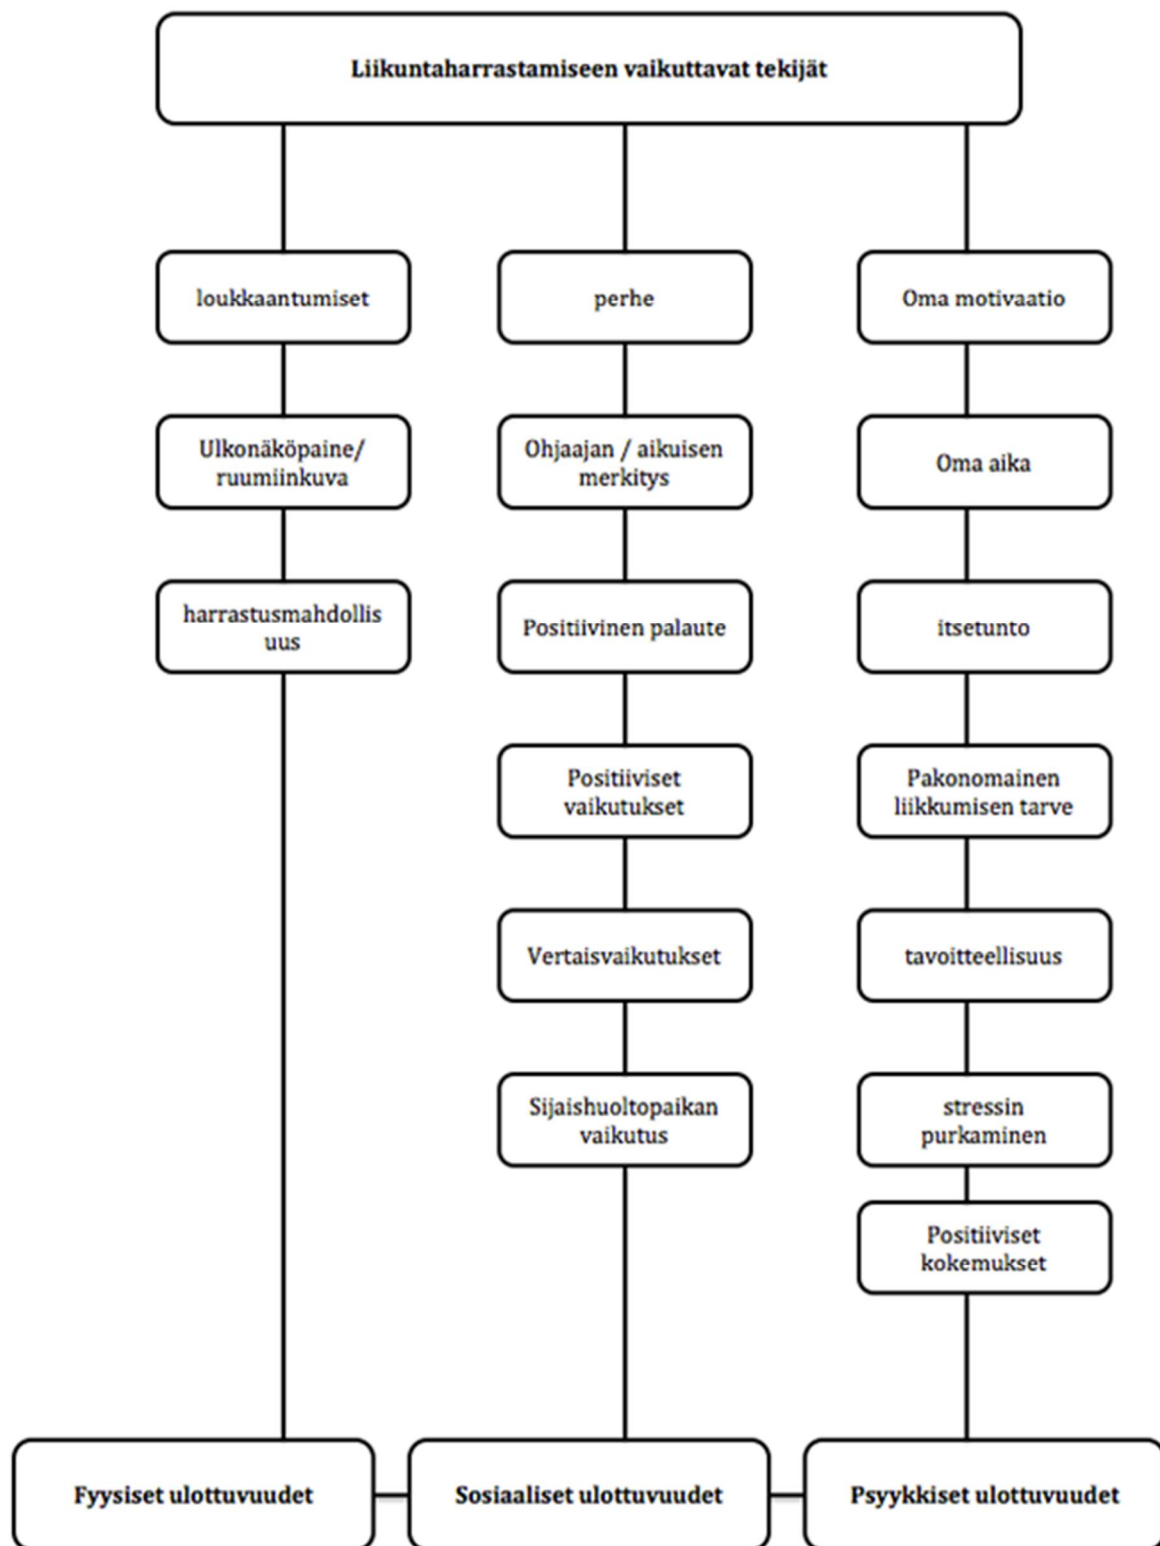 Liikuntaharrastamiseen vaikuttavat tekijät
loukkaantumiset
perhe
Oma motivaatio
Ulkonäköpaine/
ruumiinkuva
Ohjaajan / aikuisen
merkitys
Oma aika
harrastusmahdollis
uus
Positiivinen palaute
itsetunto
Positiiviset
vaikutukset
Pakonomainen
liikkumisen tarve
Vertaisvaikutukset
tavoitteellisuus
Sijaishuoltopaikan
vaikutus
stressin
purkaminen
Positiiviset
kokemukset
Fyysiset ulottuvuudet
Sosiaaliset ulottuvuudet
Psyykkiset ulottuvuudet